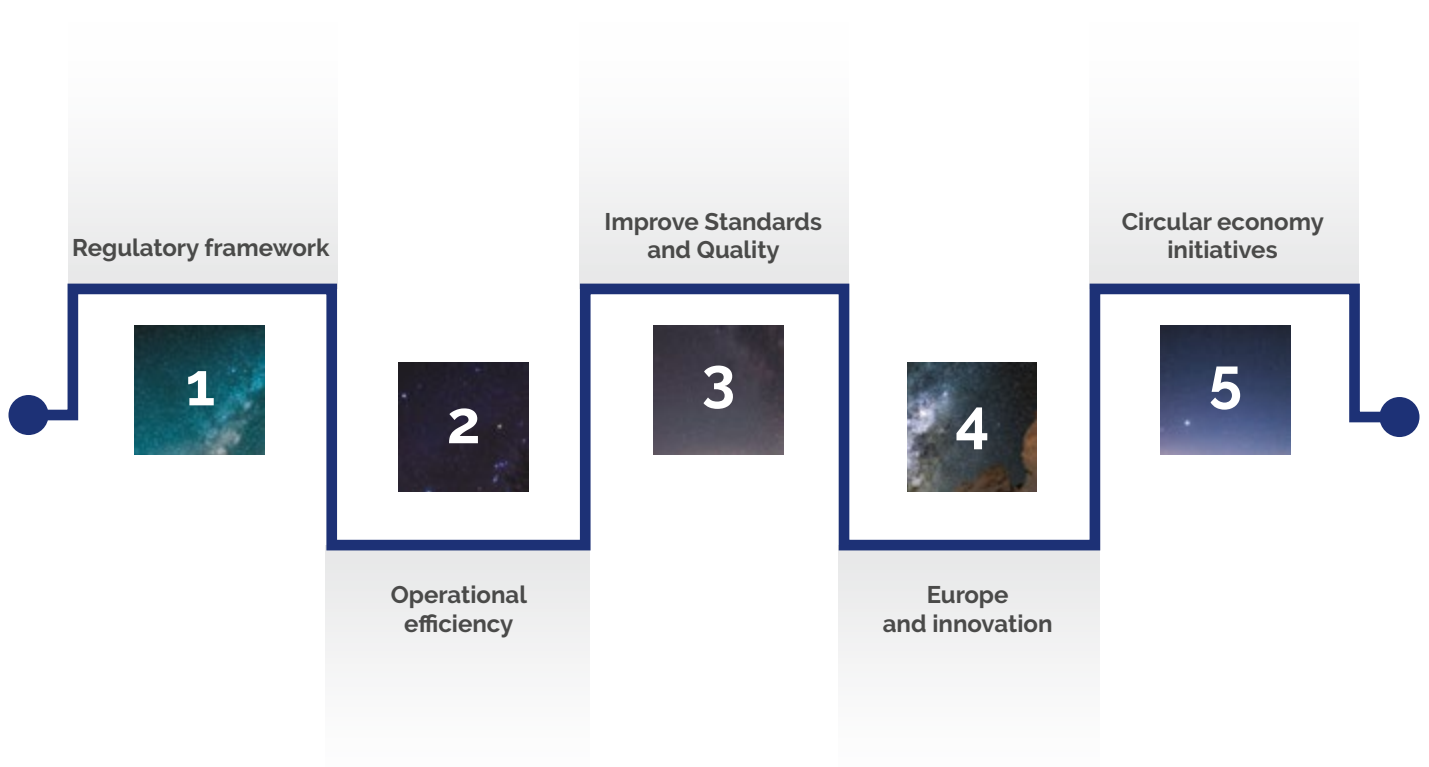 Regulatory framework
1
Operational
efficiency
2
Improve Standards
and Quality
3
Europe
and innovation
4
Circular economy
initiatives
5